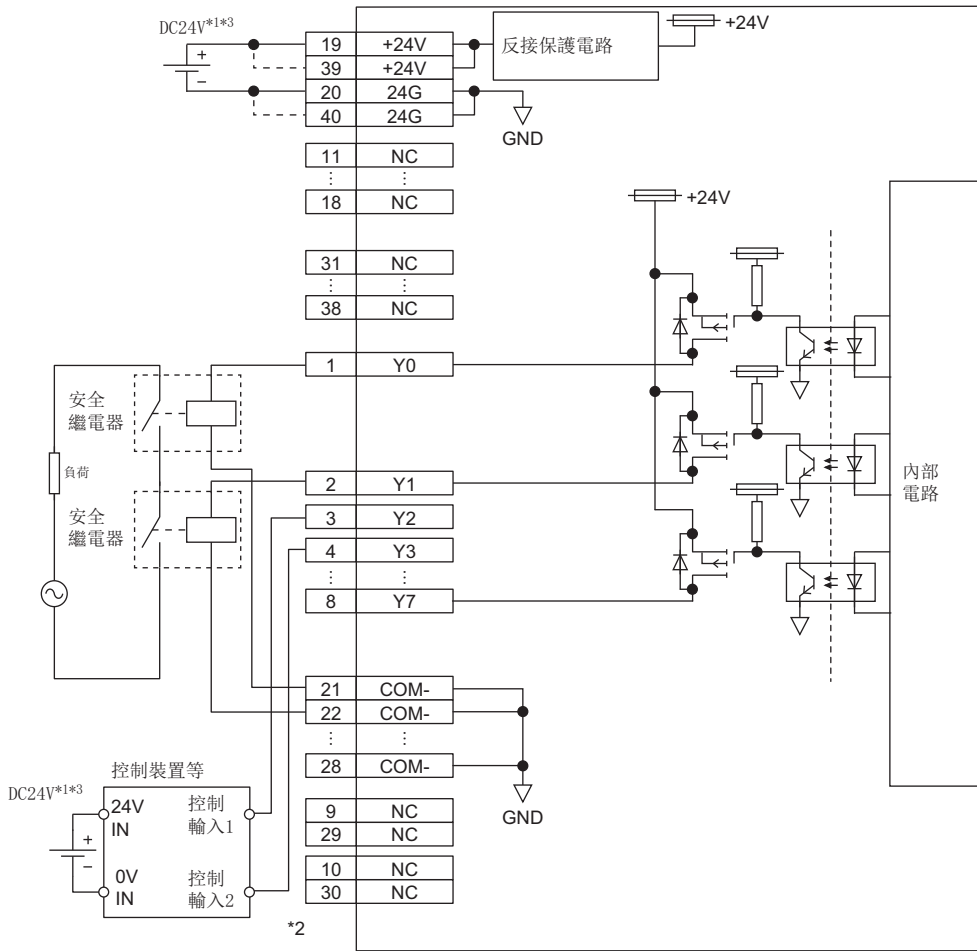 DC24V*1*3
+
−
19 +24V
39 +24V
20 24G
40 24G
反接保護電路
+24V
GND
11 NC
⋮ ⋮
18 NC
31 NC
⋮ ⋮
38 NC
+24V
1 Y0
安全
繼電器
負荷
2 Y1
3 Y2
安全
繼電器
4 Y3
⋮ ⋮
8 Y7
內部
電路
21 COM-
22 COM-
⋮ ⋮
28 COM-
GND
控制裝置等
DC24V*1*3
+
−
24V
IN
控制
輸入1
0V
IN
控制
輸入2
9 NC
29 NC
10 NC
30 NC
*2